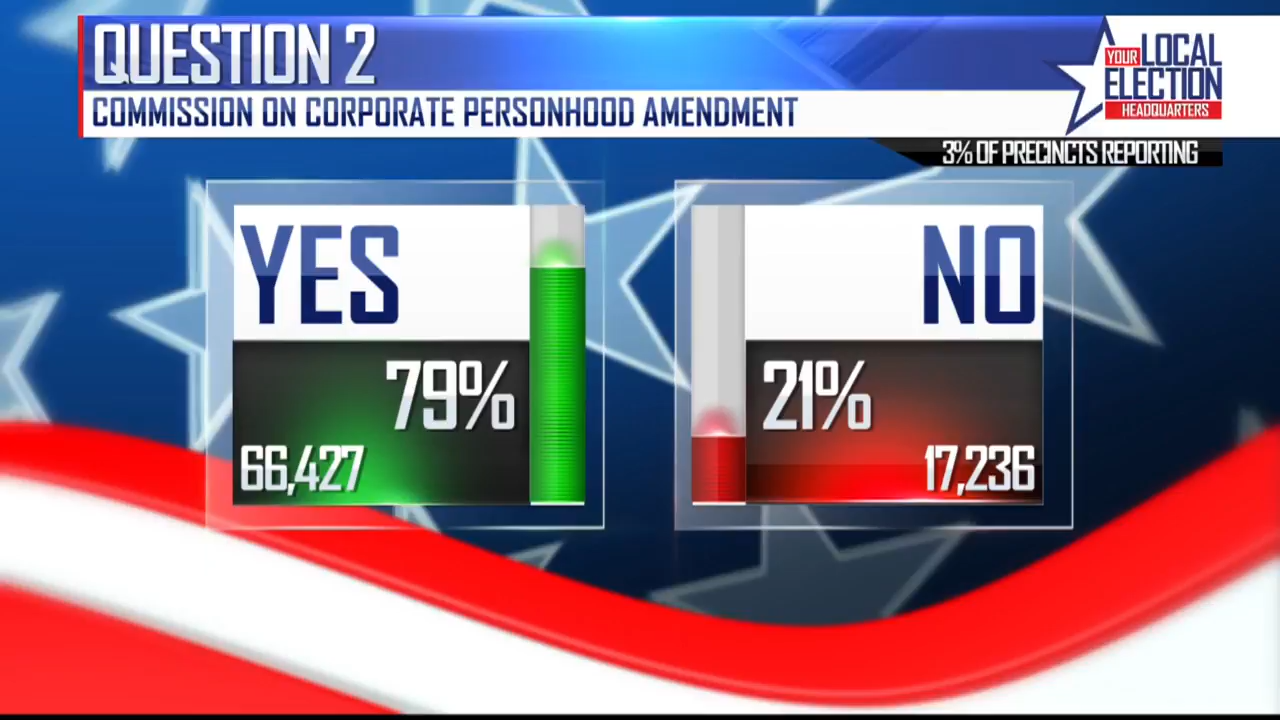 QUESTION 2
COMMISSION ON CORPORATE PERSONHOOD AMENDMENT
YOUR LOCAL
ELECTION
HEADQUARTERS
3% OF PRECINCTS REPORTING
YES
79%
66,427
NO
21%
17,236